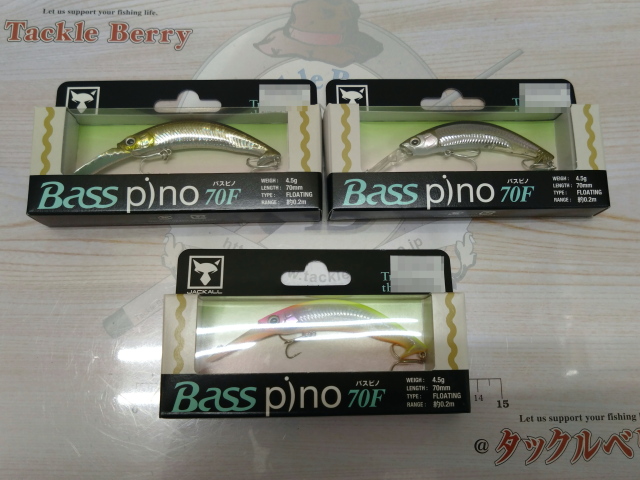 Let us support your fishing life.
Tackle Berry
Bass pino 70F
バスピノ
WEIGH : 4.5g
LENGTH : 70mm
TYPE : FLOATING
RANGE : 約0.2m
Bass pino 70F
バスピノ
WEIGH : 4.5g
LENGTH : 70mm
TYPE : FLOATING
RANGE : 約0.2m
JACKALL
Bass pino 70F
バスピノ
WEIGH : 4.5g
LENGTH : 70mm
TYPE : FLOATING
RANGE : 約0.2m
14 15
Let us support your fishing
@タックルベ